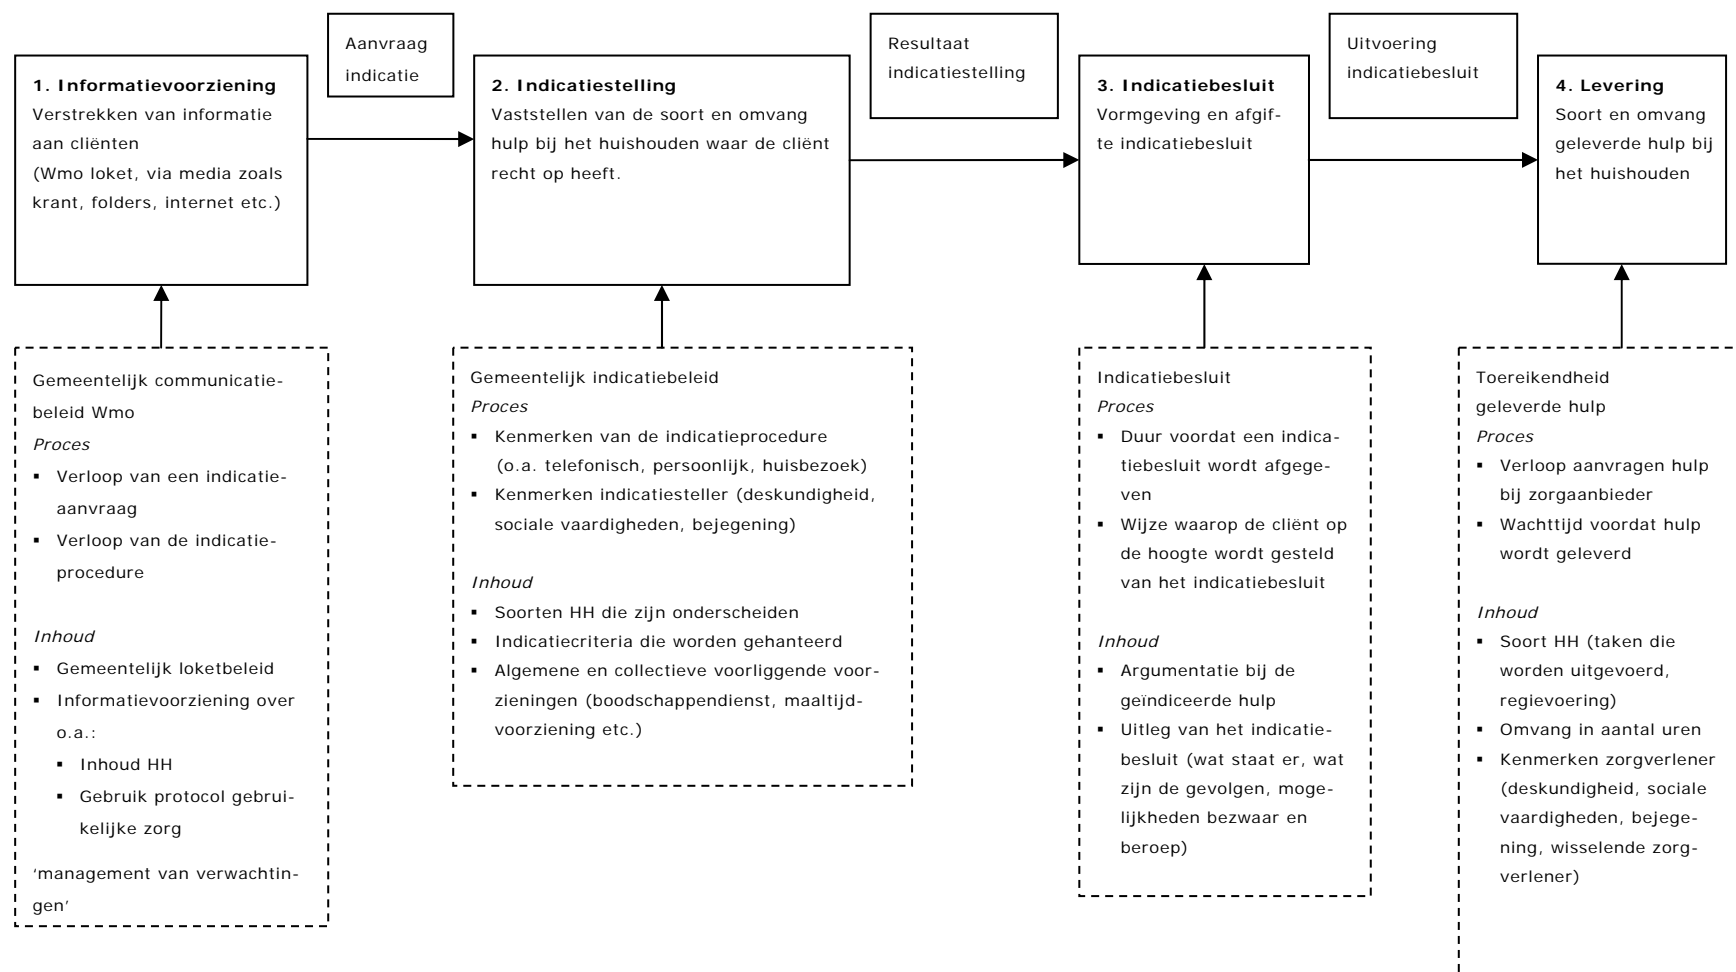 Aanvraag
indicatie
Resultaat
indicatiestelling
Uitvoering
indicatiebesluit
1. Informatievoorziening
Verstrekken van informatie
aan cliënten
(Wmo loket, via media zoals
krant, folders, internet etc.)
2. Indicatiestelling
Vaststellen van de soort en omvang
hulp bij het huishouden waar de cliënt
recht op heeft.
3. Indicatiebesluit
Vormgeving en afgif-
te indicatiebesluit
4. Levering
Soort en omvang
geleverde hulp bij
het huishouden
Gemeentelijk communicatie-
beleid Wmo
Proces
▪ Verloop van een indicatie-
aanvraag
▪ Verloop van de indicatie-
procedure
Inhoud
▪ Gemeentelijk loketbeleid
▪ Informatievoorziening over
o.a.:
▪ Inhoud HH
▪ Gebruik protocol gebrui-
kelijke zorg
‘management van verwachtin-
gen’
Gemeentelijk indicatiebeleid
Proces
▪ Kenmerken van de indicatieprocedure
(o.a. telefonisch, persoonlijk, huisbezoek)
▪ Kenmerken indicatiesteller (deskundigheid,
sociale vaardigheden, bejegening)
Inhoud
▪ Soorten HH die zijn onderscheiden
▪ Indicatiecriteria die worden gehanteerd
▪ Algemene en collectieve voorliggende voor-
zieningen (boodschappendienst, maaltijd-
voorziening etc.)
Indicatiebesluit
Proces
▪ Duur voordat een indica-
tiebesluit wordt afgege-
ven
▪ Wijze waarop de cliënt op
de hoogte wordt gesteld
van het indicatiebesluit
Inhoud
▪ Argumentatie bij de
geïndiceerde hulp
▪ Uitleg van het indicatie-
besluit (wat staat er, wat
zijn de gevolgen, moge-
lijkheden bezwaar en
beroep)
Toereikendheid
geleverde hulp
Proces
▪ Verloop aanvragen hulp
bij zorgaanbieder
▪ Wachttijd voordat hulp
wordt geleverd
Inhoud
▪ Soort HH (taken die
worden uitgevoerd,
regievoering)
▪ Omvang in aantal uren
▪ Kenmerken zorgverlener
(deskundigheid, sociale
vaardigheden, bejege-
ning, wisselende zorg-
verlener)